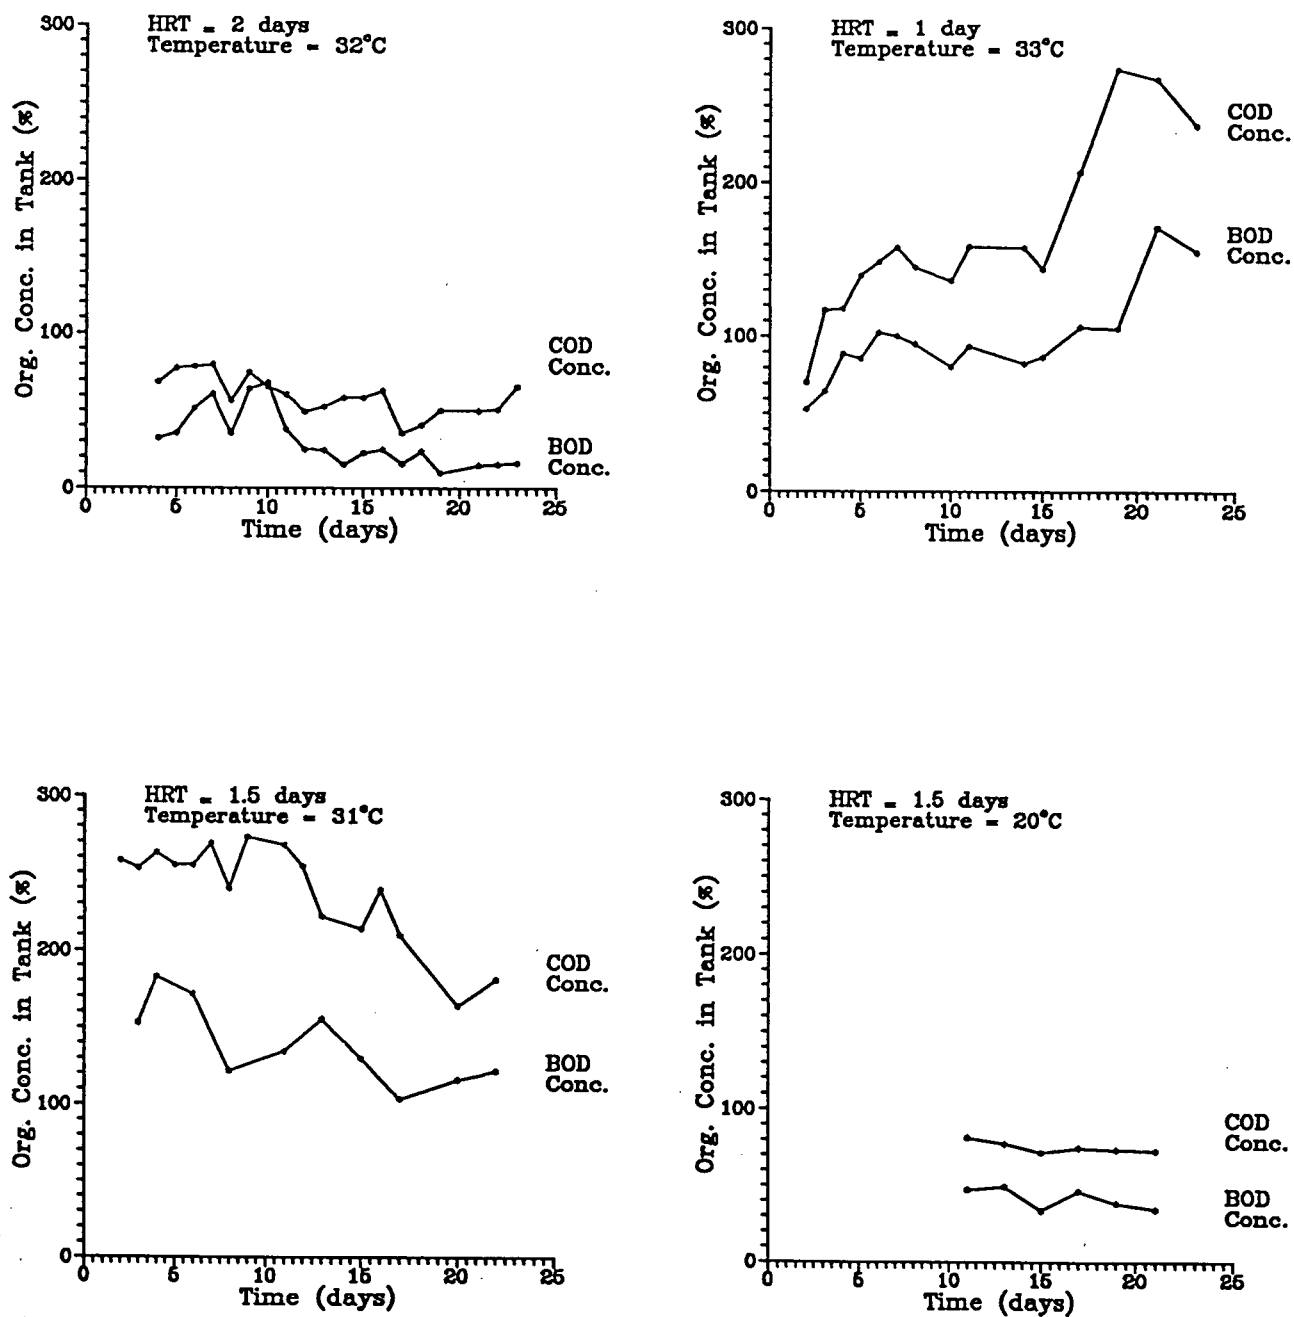 HRT = 2 days
Temperature = 32°C
300
200
100
0
Org. Conc. in Tank (%)
COD
Conc.
BOD
Conc.
0 5 10 15 20 25
Time (days)
HRT = 1 day
Temperature = 33°C
300
200
100
0
Org. Conc. in Tank (%)
COD
Conc.
BOD
Conc.
0 5 10 15 20 25
Time (days)
HRT = 1.5 days
Temperature = 31°C
300
200
100
0
Org. Conc. in Tank (%)
COD
Conc.
BOD
Conc.
0 5 10 15 20 25
Time (days)
HRT = 1.5 days
Temperature = 20°C
300
200
100
0
Org. Conc. in Tank (%)
COD
Conc.
BOD
Conc.
0 5 10 15 20 25
Time (days)